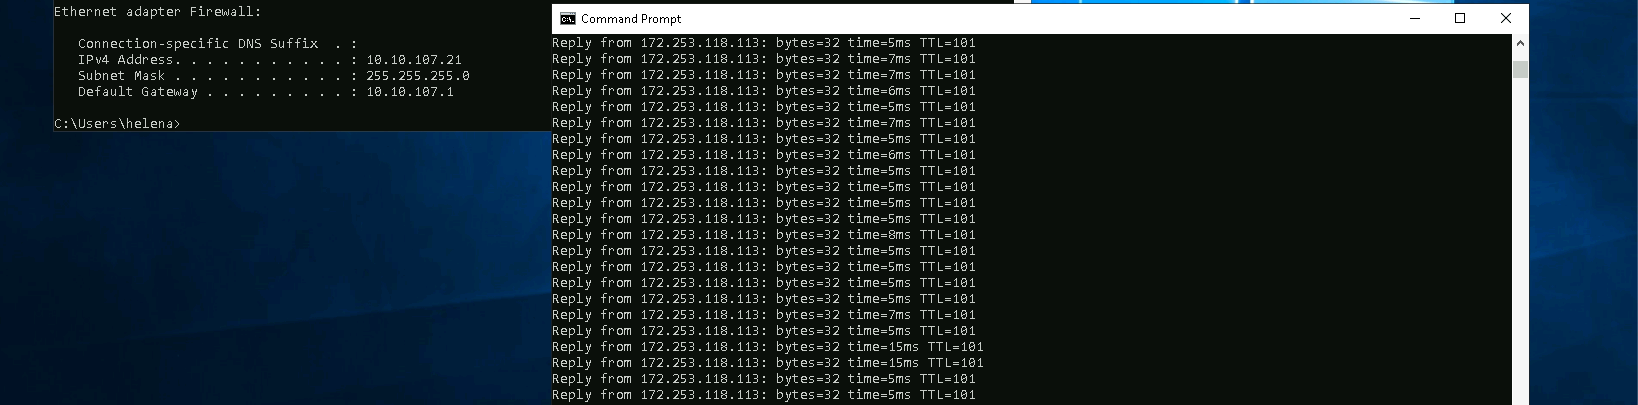 Ethernet adapter Firewall:
Connection-specific DNS Suffix  . :
IPv4 Address. . . . . . . . . . . : 10.10.107.21
Subnet Mask . . . . . . . . . . . : 255.255.255.0
Default Gateway . . . . . . . . . : 10.10.107.1
C:\Users\helena>
Command Prompt
Reply from 172.253.118.113: bytes=32 time=5ms TTL=101
Reply from 172.253.118.113: bytes=32 time=7ms TTL=101
Reply from 172.253.118.113: bytes=32 time=7ms TTL=101
Reply from 172.253.118.113: bytes=32 time=6ms TTL=101
Reply from 172.253.118.113: bytes=32 time=5ms TTL=101
Reply from 172.253.118.113: bytes=32 time=7ms TTL=101
Reply from 172.253.118.113: bytes=32 time=5ms TTL=101
Reply from 172.253.118.113: bytes=32 time=6ms TTL=101
Reply from 172.253.118.113: bytes=32 time=5ms TTL=101
Reply from 172.253.118.113: bytes=32 time=5ms TTL=101
Reply from 172.253.118.113: bytes=32 time=5ms TTL=101
Reply from 172.253.118.113: bytes=32 time=5ms TTL=101
Reply from 172.253.118.113: bytes=32 time=8ms TTL=101
Reply from 172.253.118.113: bytes=32 time=5ms TTL=101
Reply from 172.253.118.113: bytes=32 time=5ms TTL=101
Reply from 172.253.118.113: bytes=32 time=5ms TTL=101
Reply from 172.253.118.113: bytes=32 time=5ms TTL=101
Reply from 172.253.118.113: bytes=32 time=7ms TTL=101
Reply from 172.253.118.113: bytes=32 time=5ms TTL=101
Reply from 172.253.118.113: bytes=32 time=15ms TTL=101
Reply from 172.253.118.113: bytes=32 time=15ms TTL=101
Reply from 172.253.118.113: bytes=32 time=5ms TTL=101
Reply from 172.253.118.113: bytes=32 time=5ms TTL=101